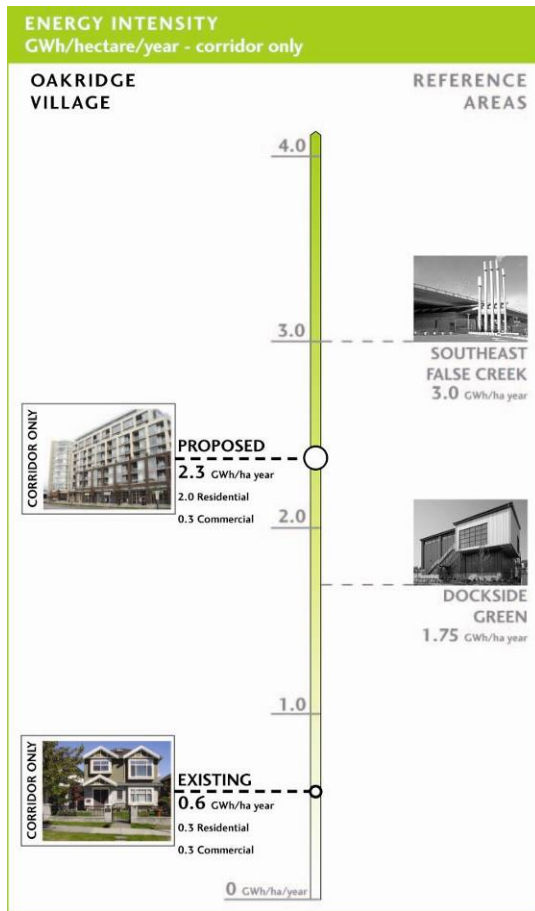 ENERGY INTENSITY
GWh/hectare/year - corridor only
OAKRIDGE
VILLAGE
REFERENCE
AREAS
4.0
3.0
SOUTHEAST
FALSE CREEK
3.0 GWh/ha year
CORRIDOR ONLY
PROPOSED
2.3 GWh/ha year
2.0 Residential
0.3 Commercial
2.0
DOCKSIDE
GREEN
1.75 GWh/ha year
1.0
CORRIDOR ONLY
EXISTING
0.6 GWh/ha year
0.3 Residential
0.3 Commercial
0 GWh/ha/year